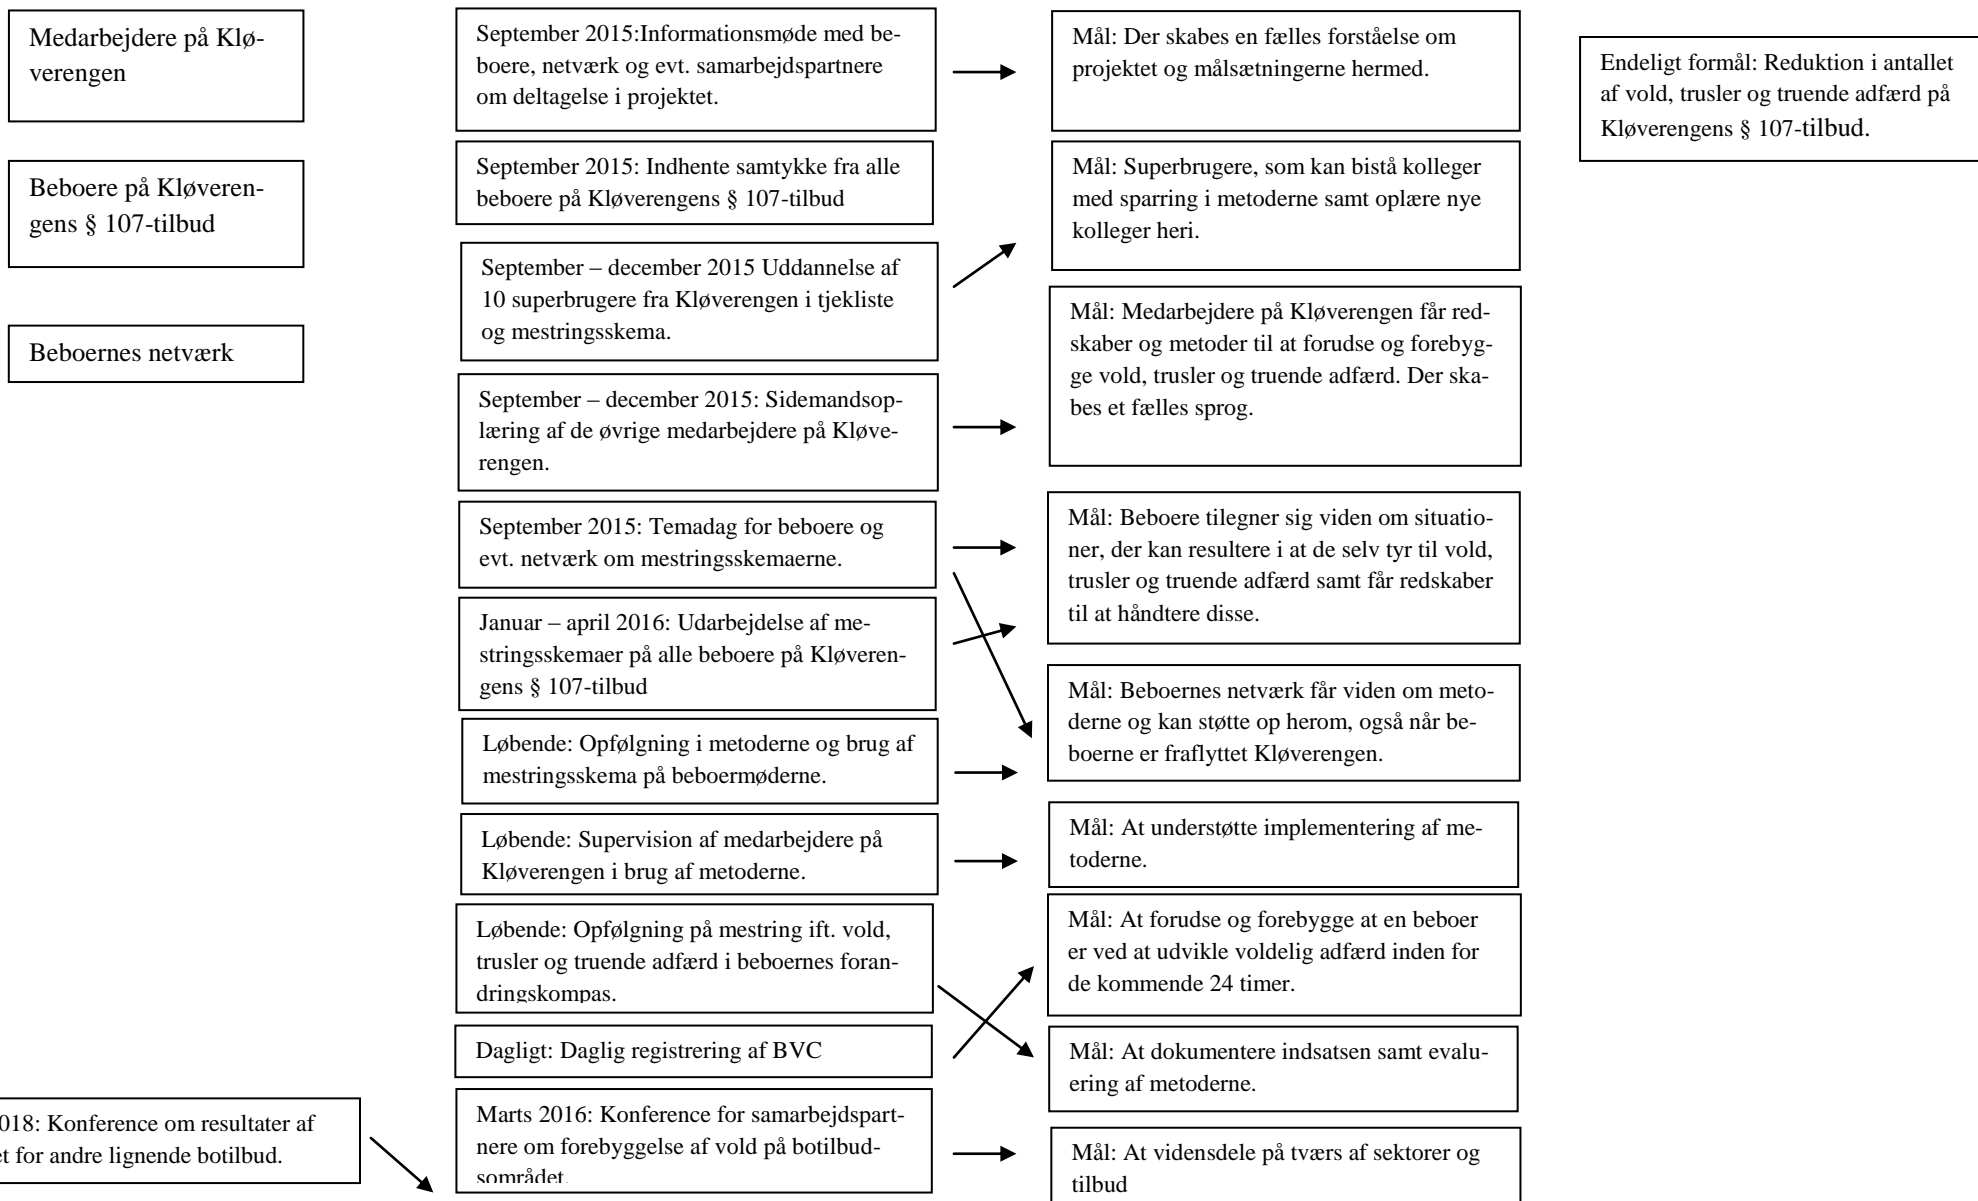 Medarbejdere på Klø-
verengen
Beboere på Kløveren-
gens § 107-tilbud
Beboernes netværk
018: Konference om resultater af
et for andre lignende botilbud.
September 2015:Informationsmøde med be-
boere, netværk og evt. samarbejdspartnere
om deltagelse i projektet.
September 2015: Indhente samtykke fra alle
beboere på Kløverengens § 107-tilbud
September – december 2015 Uddannelse af
10 superbrugere fra Kløverengen i tjekliste
og mestringsskema.
September – december 2015: Sidemandsop-
læring af de øvrige medarbejdere på Kløve-
rengen.
September 2015: Temadag for beboere og
evt. netværk om mestringsskemaerne.
Januar – april 2016: Udarbejdelse af me-
stringsskemaer på alle beboere på Kløveren-
gens § 107-tilbud
Løbende: Opfølgning i metoderne og brug af
mestringsskema på beboermøderne.
Løbende: Supervision af medarbejdere på
Kløverengen i brug af metoderne.
Løbende: Opfølgning på mestring ift. vold,
trusler og truende adfærd i beboernes foran-
dringskompas.
Dagligt: Daglig registrering af BVC
Marts 2016: Konference for samarbejdspart-
nere om forebyggelse af vold på botilbud-
sområdet.
Mål: Der skabes en fælles forståelse om
projektet og målsætningerne hermed.
Mål: Superbrugere, som kan bistå kolleger
med sparring i metoderne samt oplære nye
kolleger heri.
Mål: Medarbejdere på Kløverengen får red-
skaber og metoder til at forudse og forebyg-
ge vold, trusler og truende adfærd. Der ska-
bes et fælles sprog.
Mål: Beboere tilegner sig viden om situatio-
ner, der kan resultere i at de selv tyr til vold,
trusler og truende adfærd samt får redskaber
til at håndtere disse.
Mål: Beboernes netværk får viden om meto-
derne og kan støtte op herom, også når be-
boerne er fraflyttet Kløverengen.
Mål: At understøtte implementering af me-
toderne.
Mål: At forudse og forebygge at en beboer
er ved at udvikle voldelig adfærd inden for
de kommende 24 timer.
Mål: At dokumentere indsatsen samt evalu-
ering af metoderne.
Mål: At vidensdele på tværs af sektorer og
tilbud
Endeligt formål: Reduktion i antallet
af vold, trusler og truende adfærd på
Kløverengens § 107-tilbud.